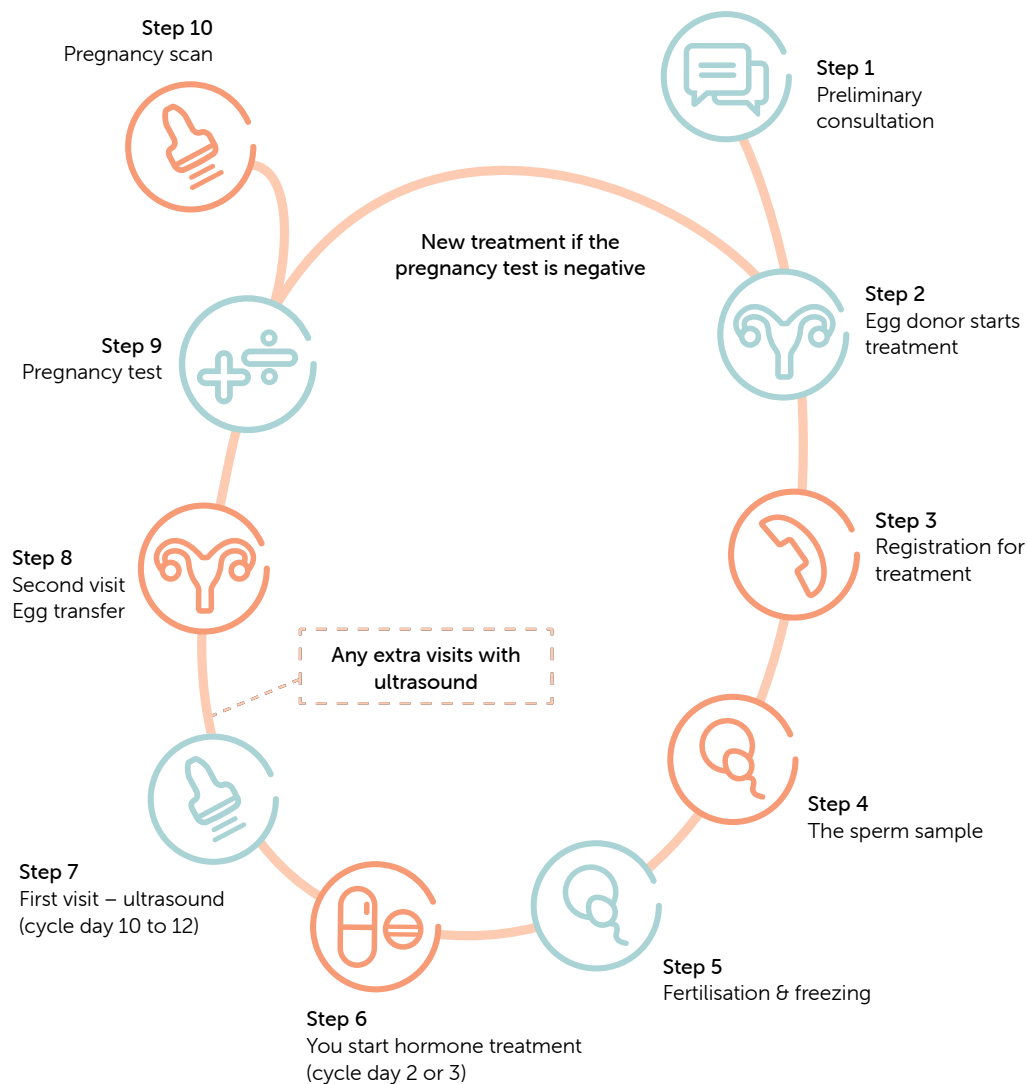 Step 1
Preliminary
consultation
Step 2
Egg donor starts
treatment
Step 3
Registration for
treatment
Step 4
The sperm sample
Step 5
Fertilisation & freezing
Step 6
You start hormone treatment
(cycle day 2 or 3)
Step 7
First visit – ultrasound
(cycle day 10 to 12)
Any extra visits with
ultrasound
Step 8
Second visit
Egg transfer
Step 9
Pregnancy test
New treatment if the
pregnancy test is negative
Step 10
Pregnancy scan